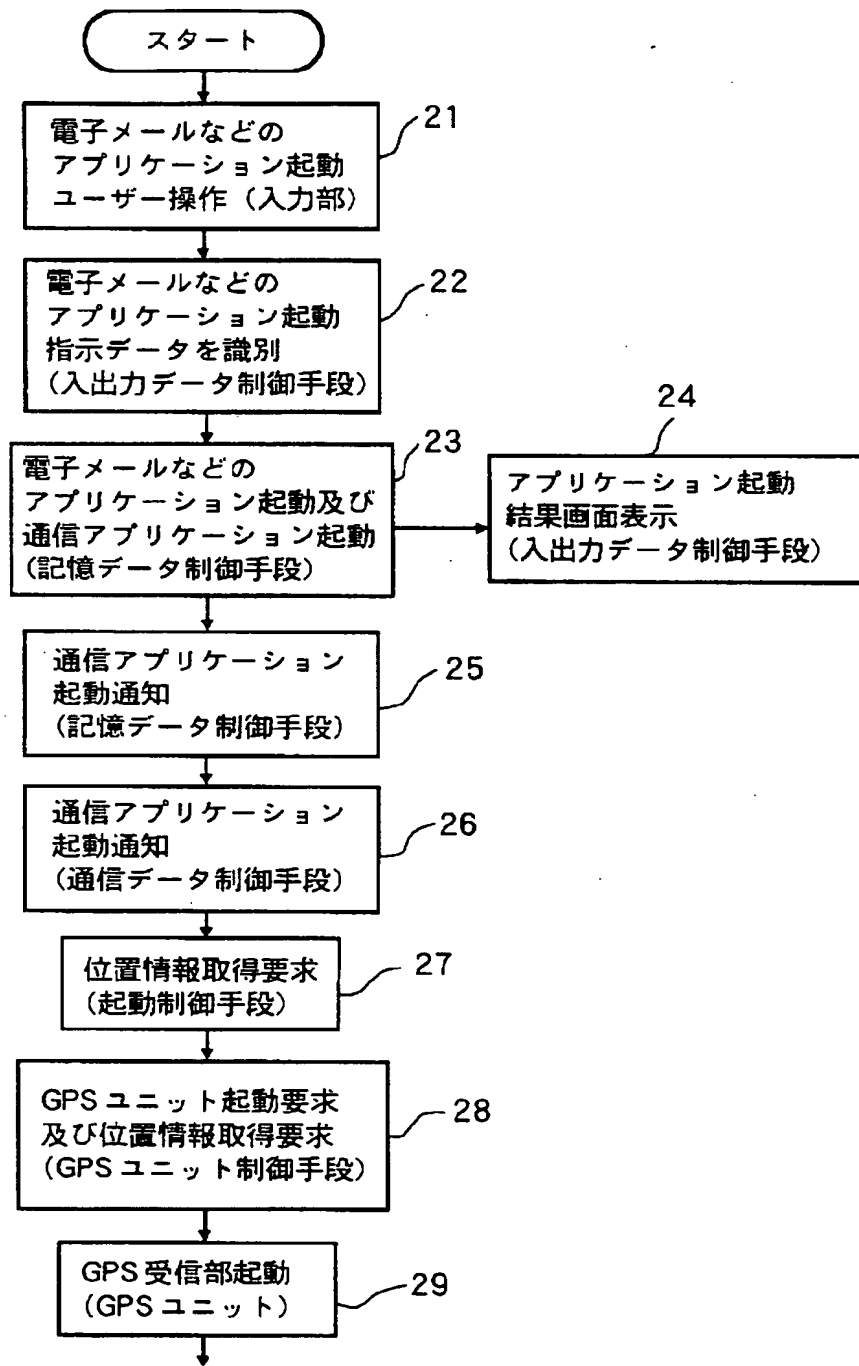 スタート
電子メールなどの
アプリケーション起動
ユーザー操作(入力部)
21
電子メールなどの
アプリケーション起動
指示データを識別
(入出力データ制御手段)
22
電子メールなどの
アプリケーション起動及び
通信アプリケーション起動
(記憶データ制御手段)
23
アプリケーション起動
結果画面表示
(入出力データ制御手段)
24
通信アプリケーション
起動通知
(記憶データ制御手段)
25
通信アプリケーション
起動通知
(通信データ制御手段)
26
位置情報取得要求
(起動制御手段)
27
GPSユニット起動要求
及び位置情報取得要求
(GPSユニット制御手段)
28
GPS受信部起動
(GPSユニット)
29